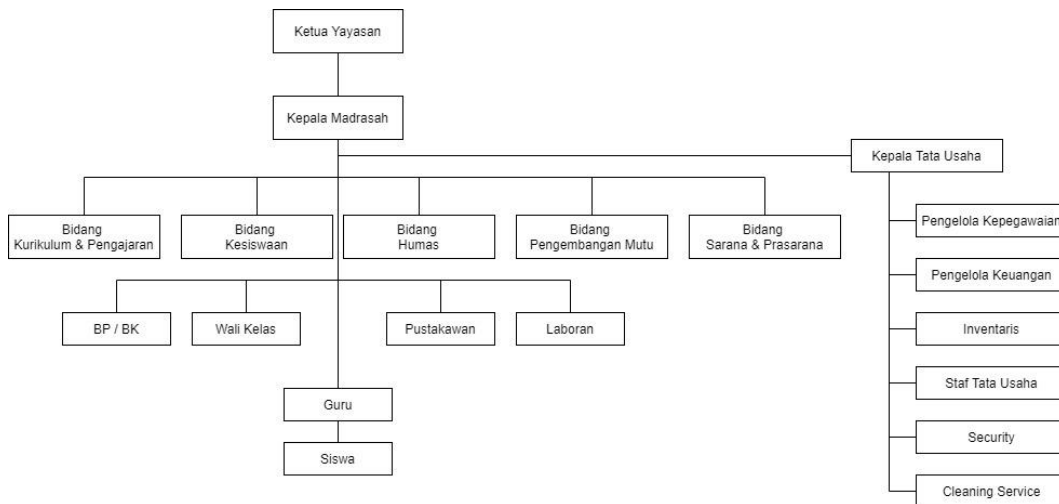 Ketua Yayasan
Kepala Madrasah
Kepala Tata Usaha
Bidang
Kurikulum & Pengajaran
Bidang
Kesiswaan
Bidang
Humas
Bidang
Pengembangan Mutu
Bidang
Sarana & Prasarana
Pengelola Kepegawaian
Pengelola Keuangan
BP / BK
Wali Kelas
Pustakawan
Laboran
Inventaris
Staf Tata Usaha
Guru
Security
Siswa
Cleaning Service